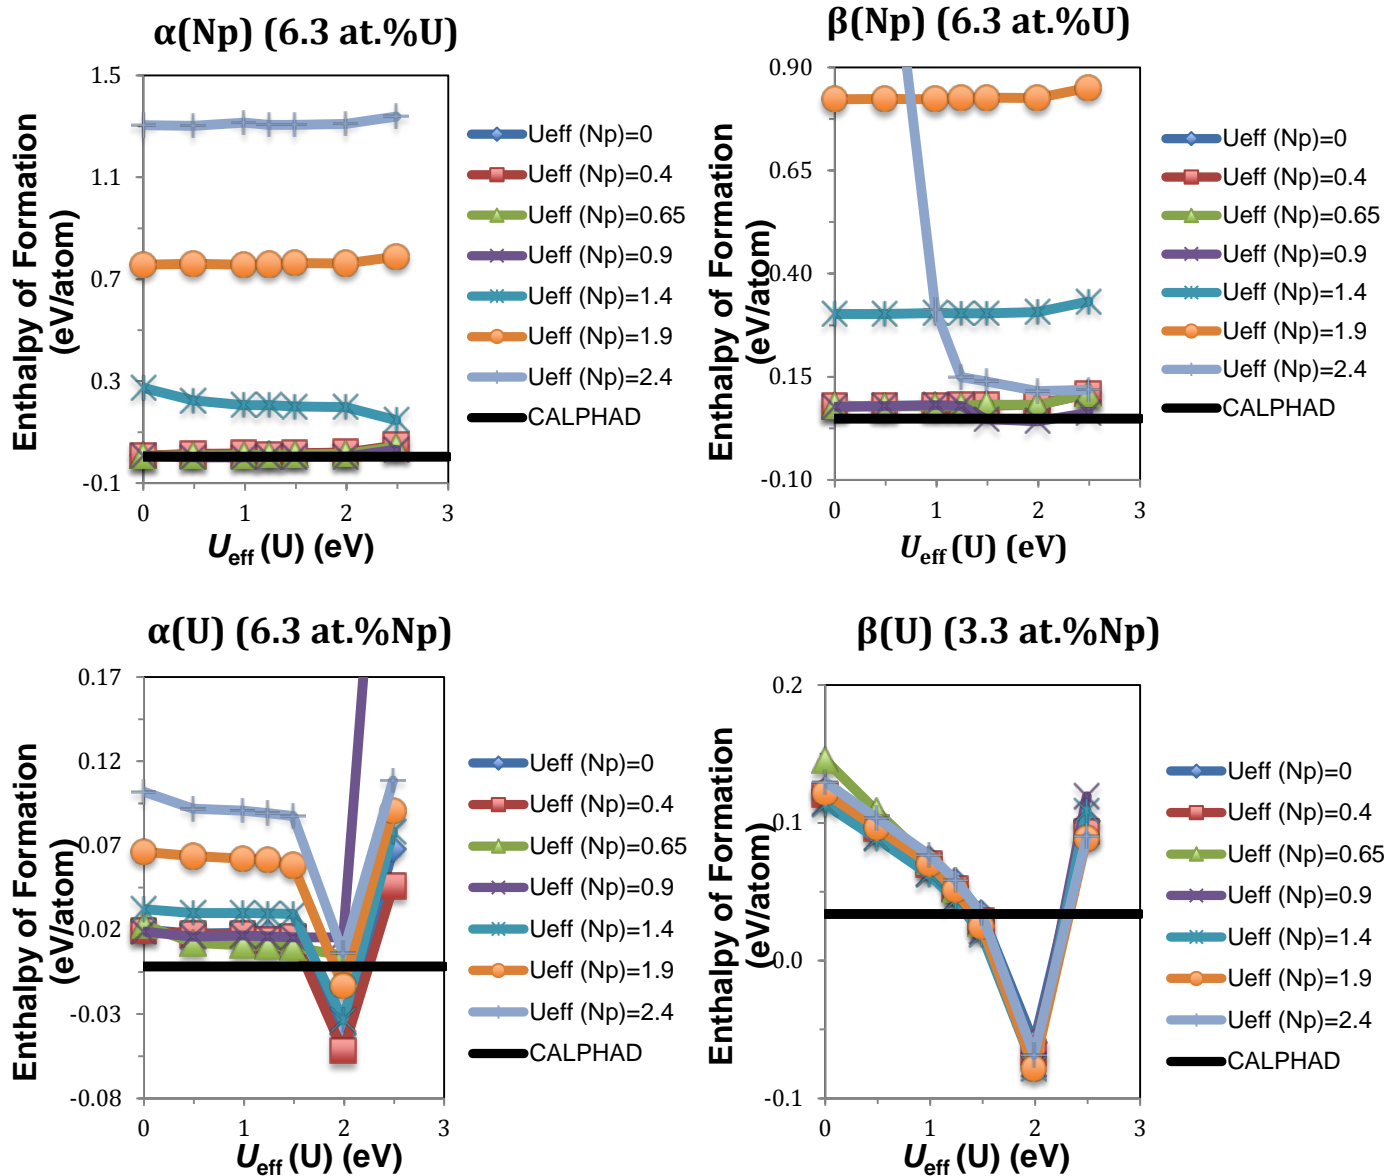 α(Np) (6.3 at.%U)
Enthalpy of Formation
(eV/atom)
1.5
1.1
0.7
0.3
-0.1
0
1
2
3
Ueff (U) (eV)
Ueff (Np)=0
Ueff (Np)=0.4
Ueff (Np)=0.65
Ueff (Np)=0.9
Ueff (Np)=1.4
Ueff (Np)=1.9
Ueff (Np)=2.4
CALPHAD
β(Np) (6.3 at.%U)
Enthalpy of Formation
(eV/atom)
0.90
0.65
0.40
0.15
-0.10
0
1
2
3
Ueff (U) (eV)
Ueff (Np)=0
Ueff (Np)=0.4
Ueff (Np)=0.65
Ueff (Np)=0.9
Ueff (Np)=1.4
Ueff (Np)=1.9
Ueff (Np)=2.4
CALPHAD
α(U) (6.3 at.%Np)
Enthalpy of Formation
(eV/atom)
0.17
0.12
0.07
0.02
-0.03
-0.08
0
1
2
3
Ueff (U) (eV)
Ueff (Np)=0
Ueff (Np)=0.4
Ueff (Np)=0.65
Ueff (Np)=0.9
Ueff (Np)=1.4
Ueff (Np)=1.9
Ueff (Np)=2.4
CALPHAD
β(U) (3.3 at.%Np)
Enthalpy of Formation
(eV/atom)
0.2
0.1
0.0
-0.1
0
1
2
3
Ueff (U) (eV)
Ueff (Np)=0
Ueff (Np)=0.4
Ueff (Np)=0.65
Ueff (Np)=0.9
Ueff (Np)=1.4
Ueff (Np)=1.9
Ueff (Np)=2.4
CALPHAD